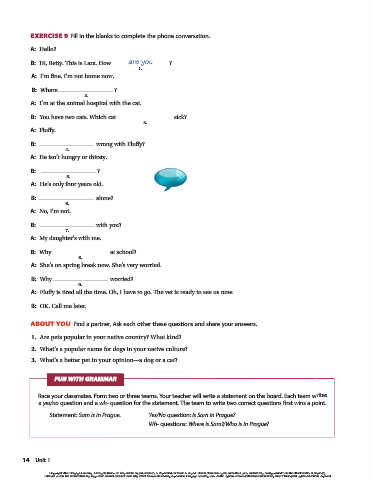 EXERCISE 9 Fill in the blanks to complete the phone conversation.
A: Hello?
B: Hi, Betty. This is Lara. How are you ?
1.
A: I'm fine. I'm not home now.
B: Where ?
2.
A: I'm at the animal hospital with the cat.
B: You have two cats. Which cat sick?
3.
A: Fluffy.
B: wrong with Fluffy?
4.
A: He isn't hungry or thirsty.
B: ?
5.
A: He's only four years old.
B: alone?
6.
A: No, I'm not.
B: with you?
7.
A: My daughter's with me.
B: Why at school?
8.
A: She's on spring break now. She's very worried.
B: Why worried?
9.
A: Fluffy is tired all the time. Oh, I have to go. The vet is ready to see us now.
B: OK. Call me later.
ABOUT YOU Find a partner. Ask each other these questions and share your answers.
1. Are pets popular in your native country? What kind?
2. What's a popular name for dogs in your native culture?
3. What's a better pet in your opinion—a dog or a cat?
FUN WITH GRAMMAR
Race your classmates. Form two or three teams. Your teacher will write a statement on the board. Each team writes
a yes/no question and a wh- question for the statement. The team to write two correct questions first wins a point.
Statement: Sam is in Prague. Yes/No question: Is Sam in Prague?
Wh- questions: Where is Sam?/Who is in Prague?
14 Unit 1